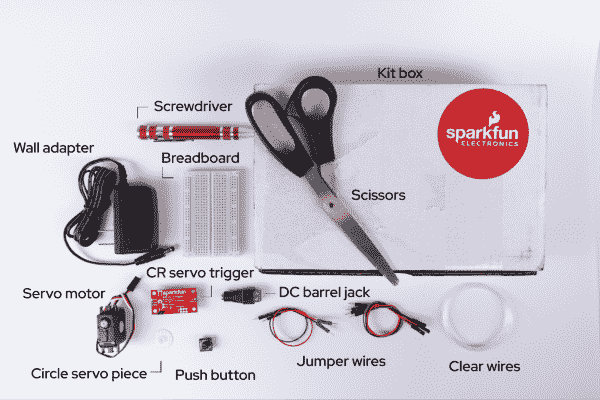 Kit box
sparkfun
ELECTRONICS
Screwdriver
Wall adapter
Breadboard
Scissors
CR servo trigger
Servo motor
sparkfun
DC barrel jack
Jumper wires
Clear wires
Circle servo piece
Push button